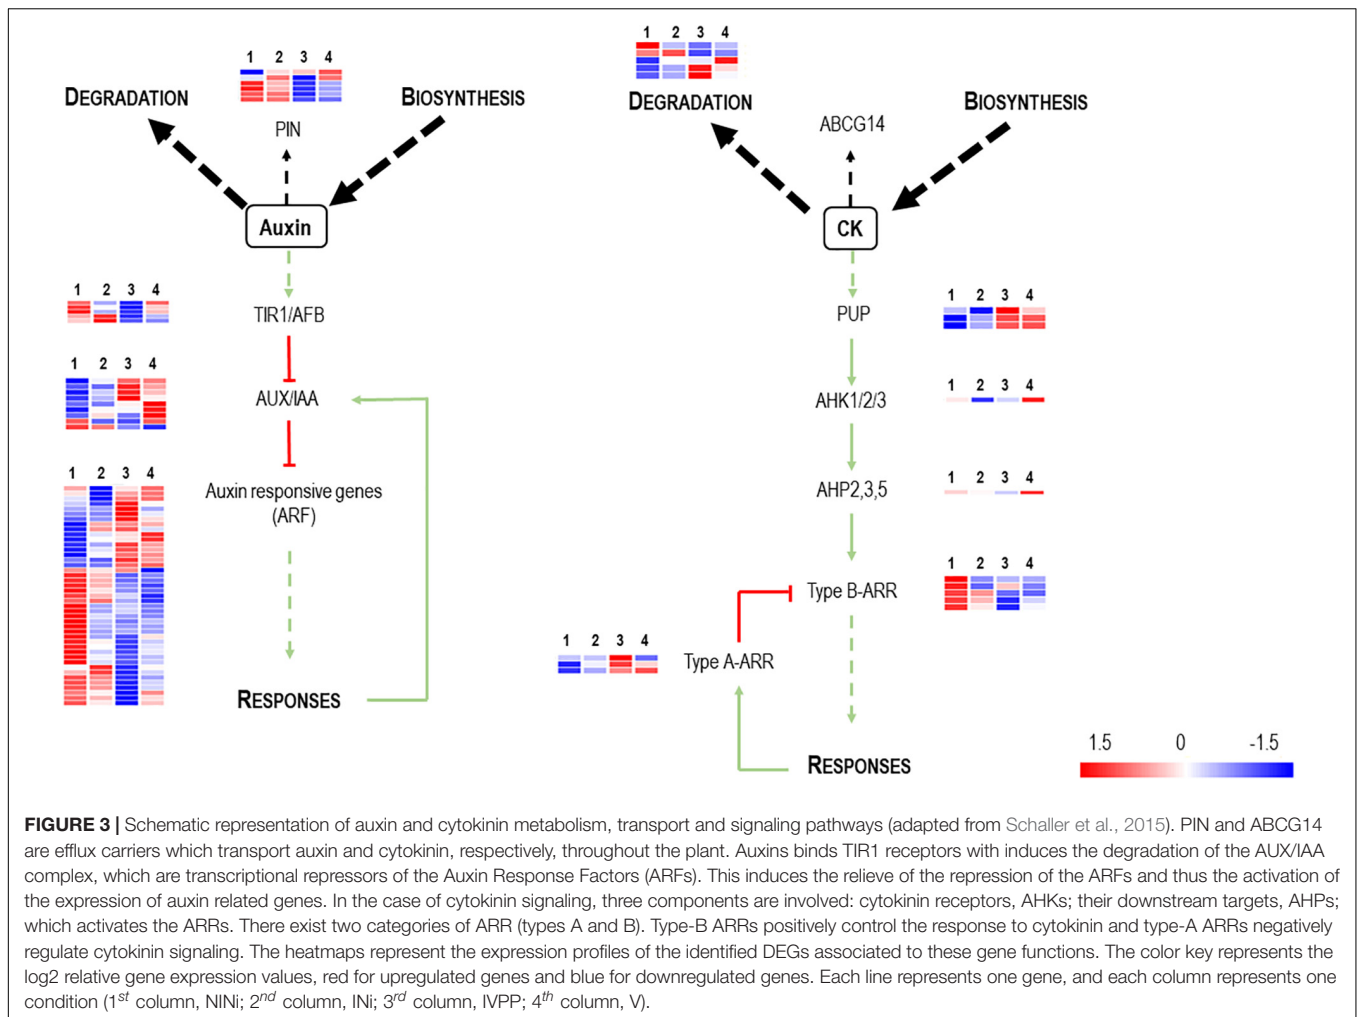 1 2 3 4
DEGRADATION
BIOSYNTHESIS
PIN
Auxin
1 2 3 4
TIR1/AFB
1 2 3 4
AUX/IAA
1 2 3 4
Auxin responsive genes
(ARF)
RESPONSES
1 2 3 4
DEGRADATION
BIOSYNTHESIS
ABCG14
CK
PUP
1 2 3 4
AHK1/2/3
1 2 3 4
AHP2,3,5
1 2 3 4
Type B-ARR
1 2 3 4
1 2 3 4
Type A-ARR
RESPONSES
1.5 0 -1.5
FIGURE 3 | Schematic representation of auxin and cytokinin metabolism, transport and signaling pathways (adapted from Schaller et al., 2015). PIN and ABCG14
are efflux carriers which transport auxin and cytokinin, respectively, throughout the plant. Auxins binds TIR1 receptors with induces the degradation of the AUX/IAA
complex, which are transcriptional repressors of the Auxin Response Factors (ARFs). This induces the relieve of the repression of the ARFs and thus the activation of
the expression of auxin related genes. In the case of cytokinin signaling, three components are involved: cytokinin receptors, AHKs; their downstream targets, AHPs;
which activates the ARRs. There exist two categories of ARR (types A and B). Type-B ARRs positively control the response to cytokinin and type-A ARRs negatively
regulate cytokinin signaling. The heatmaps represent the expression profiles of the identified DEGs associated to these gene functions. The color key represents the
log2 relative gene expression values, red for upregulated genes and blue for downregulated genes. Each line represents one gene, and each column represents one
condition (1st column, NINi; 2nd column, INi; 3rd column, IVPP; 4th column, V).